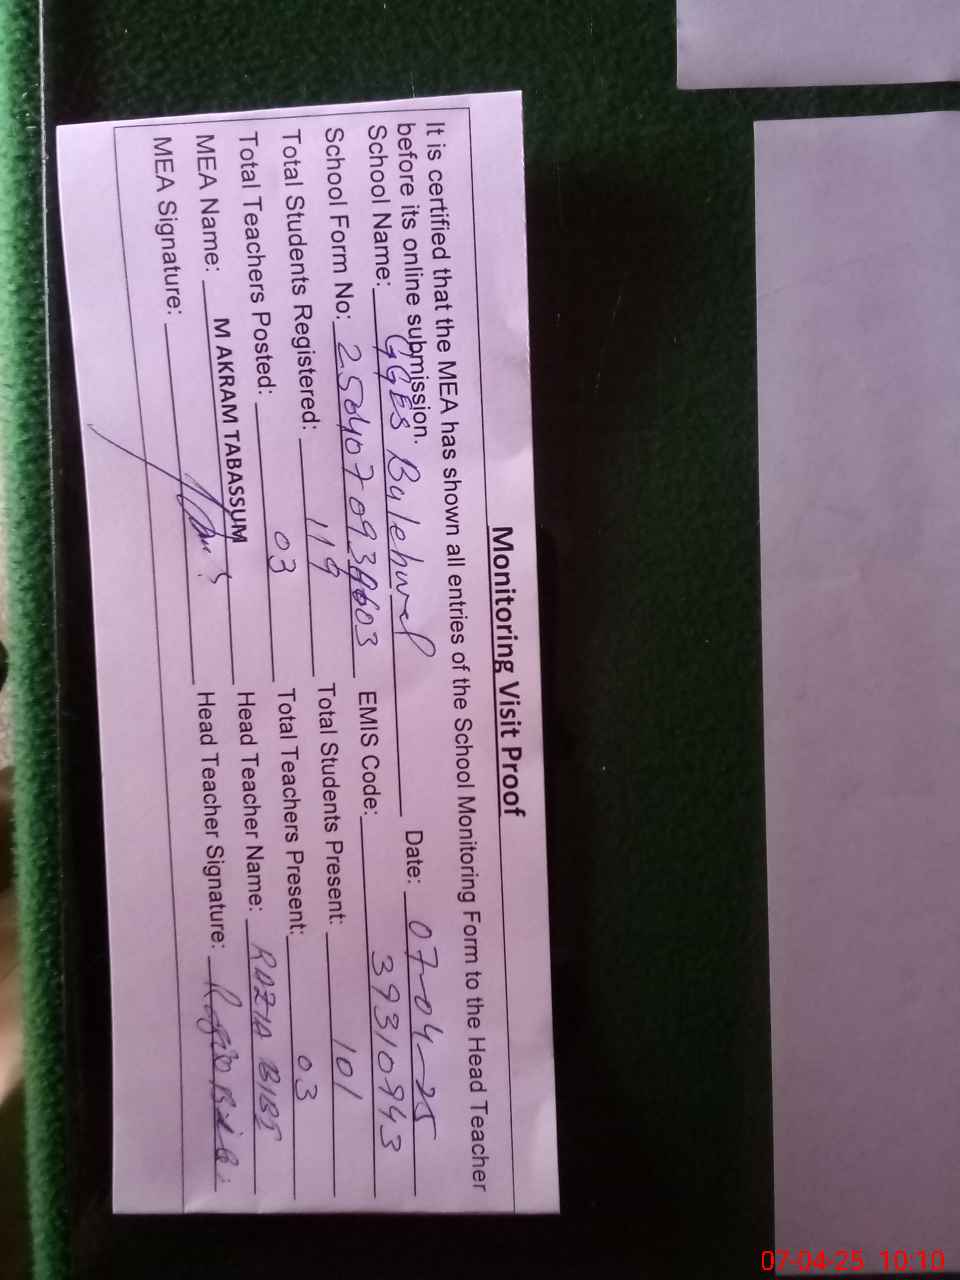 Monitoring Visit Proof
It is certified that the MEA has shown all entries of the School Monitoring Form to the Head Teacher
before its online submission.
School Name: GGES Date: 07-04-25
School Form No: EMIS Code: 39310943
Total Students Registered: 119 Total Students Present: 101
Total Teachers Posted: 03 Total Teachers Present: 03
MEA Name: M AKRAM TABASSUM Head Teacher Name: RAZIA BIBI
MEA Signature: Head Teacher Signature: Razia Bibi
07-04-25 10:10